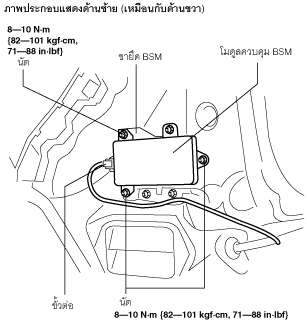 ภาพประกอบแสดงด้านซ้าย (เหมือนกับด้านขวา)
8—10 N·m
{82—101 kgf·cm,
71—88 in·lbf}
นัต
ขายึด BSM
โมดูลควบคุม BSM
ขั้วต่อ
นัต
8—10 N·m {82—101 kgf·cm, 71—88 in·lbf}